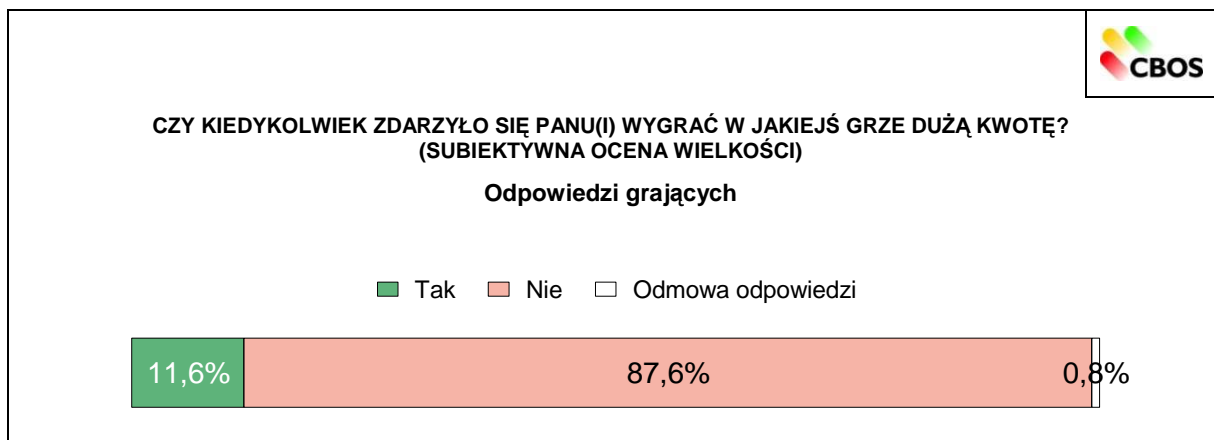 CBOS
CZY KIEDYKOLWIEK ZDARZYŁO SIĘ PANU(I) WYGRAĆ W JAKIEJŚ GRZE DUŻĄ KWOTĘ?
(SUBIEKTYWNA OCENA WIELKOŚCI)
Odpowiedzi grających
Tak Nie Odmowa odpowiedzi
11,6% 87,6% 0,8%